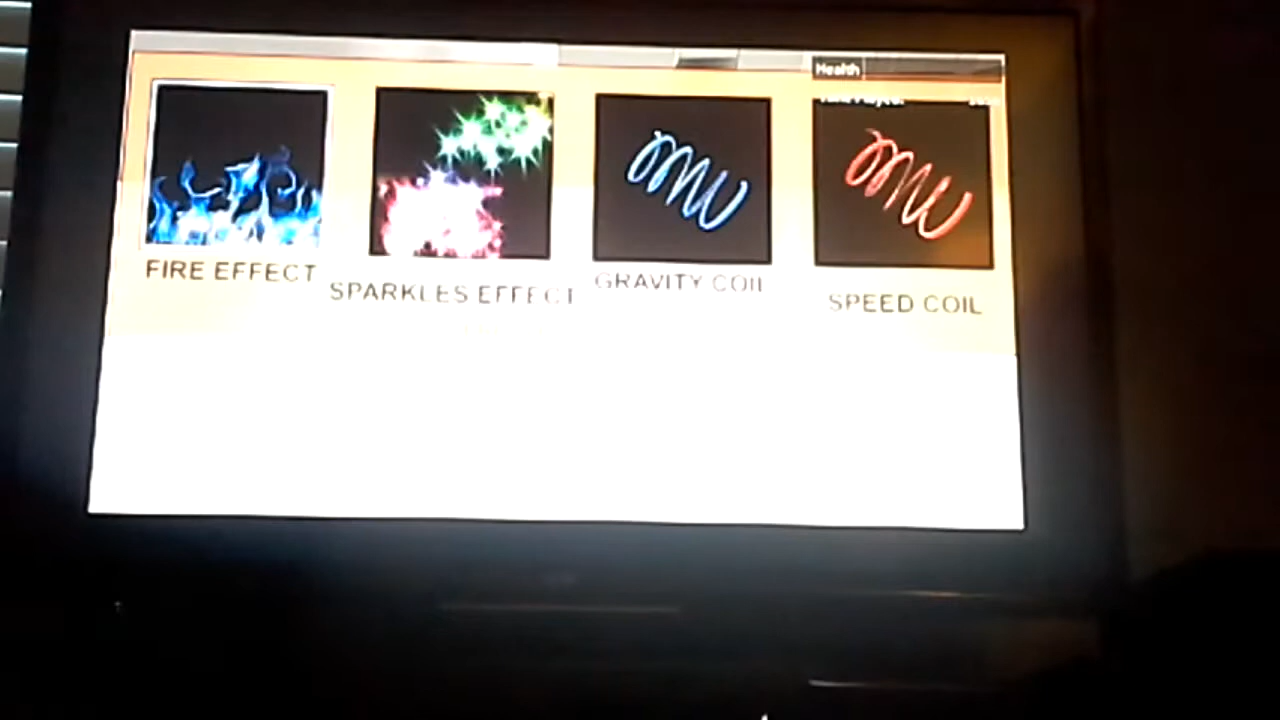 Health
FIRE EFFECT
SPARKLES EFFECT
GRAVITY COIL
SPEED COIL